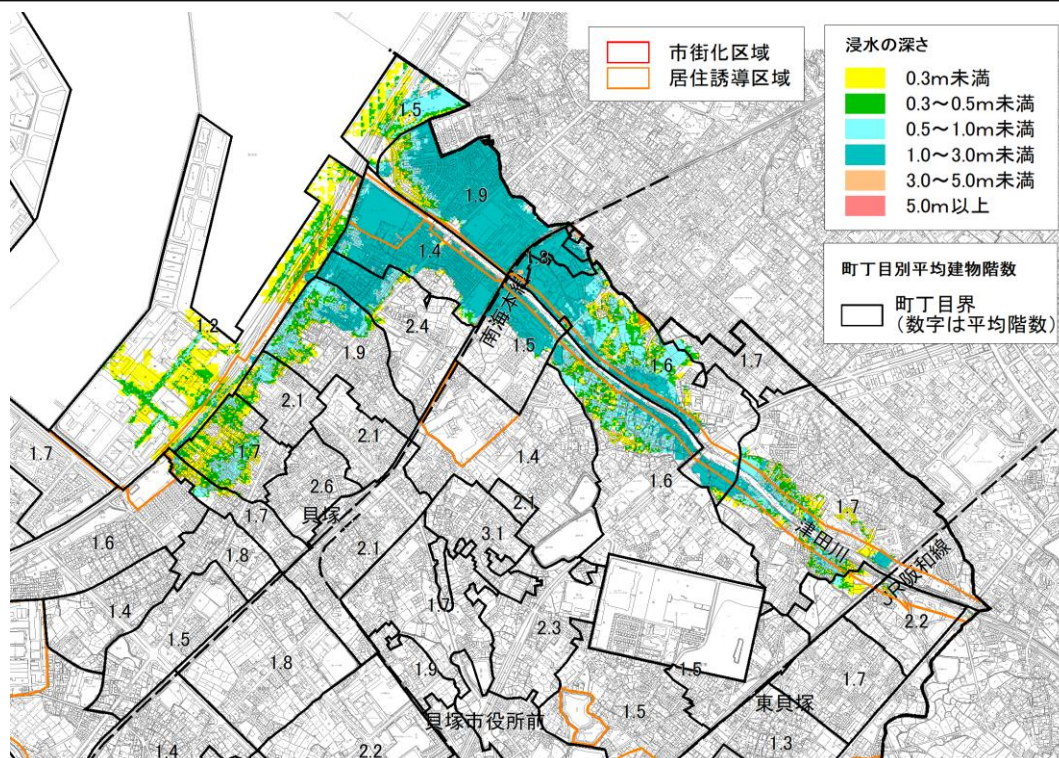 市街化区域
居住誘導区域
浸水の深さ
0.3m未満
0.3~0.5m未満
0.5~1.0m未満
1.0~3.0m未満
3.0~5.0m未満
5.0m以上
町丁目別平均建物階数
町丁目界
(数字は平均階数)
1.5
1.9
1.4
南海本線
1.2
2.4
1.5
1.9
1.6
1.7
2.1
2.1
1.7
1.7
1.4
2.6
1.6
1.7
貝塚
2.1
1.7
津田川
JR阪和線
1.6
1.8
2.1
3.1
2.2
1.4
1.5
1.7
2.3
1.8
1.9
1.5
1.7
1.5
東貝塚
貝塚市役所前
1.4
2.2
1.3